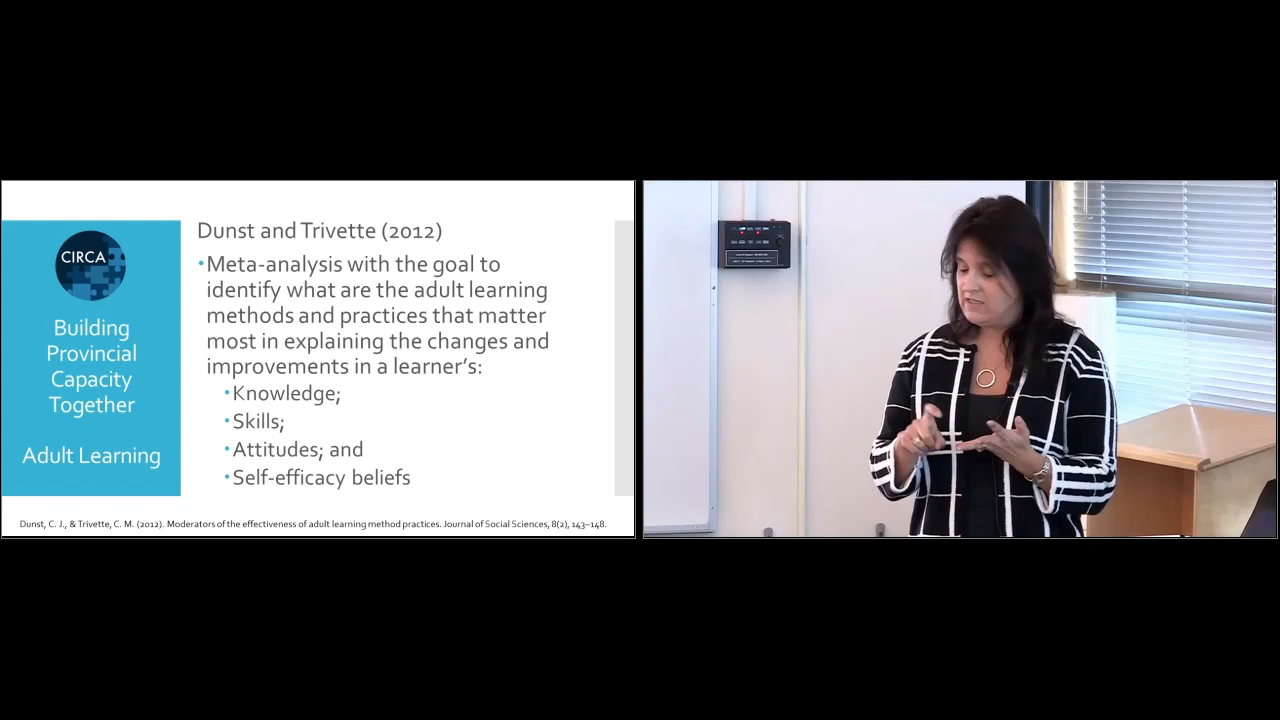 CIRCA
Building
Provincial
Capacity
Together
Adult Learning
Dunst and Trivette (2012)
•Meta-analysis with the goal to
identify what are the adult learning
methods and practices that matter
most in explaining the changes and
improvements in a learner's:
•Knowledge;
•Skills;
•Attitudes; and
•Self-efficacy beliefs
Dunst, C. J., & Trivette, C. M. (2012). Moderators of the effectiveness of adult learning method practices. Journal of Social Sciences, 8(2), 143–148.